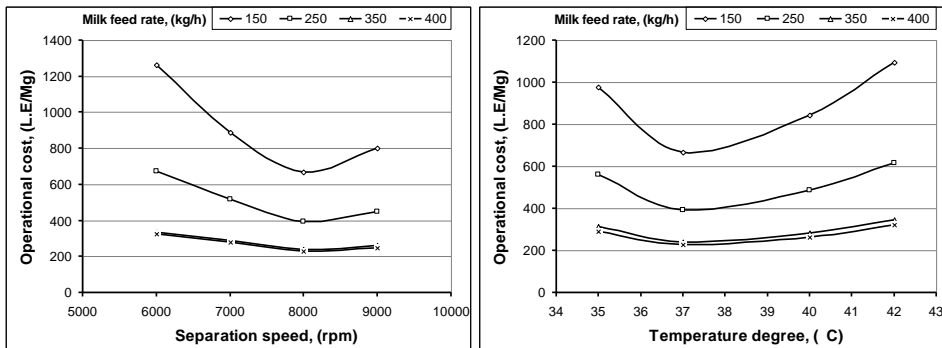 Milk feed rate, (kg/h) 150 250 350 400
1400
1200
1000
800
600
400
200
0
5000 6000 7000 8000 9000 10000
Operational cost, (L.E/Mg)
Separation speed, (rpm)
Milk feed rate, (kg/h) 150 250 350 400
1200
1000
800
600
400
200
0
34 35 36 37 38 39 40 41 42 43
Operational cost, (L.E/Mg)
Temperature degree, ( C)